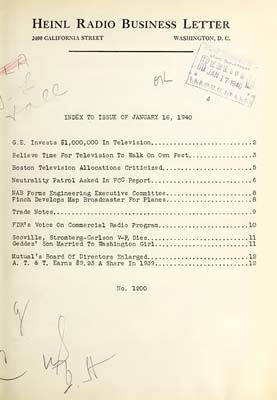 HEINL RADIO BUSINESS LETTER
2400 CALIFORNIA STREET WASHINGTON, D. C.
JAN 17 1940
INDEX TO ISSUE OF JANUARY 16, 1940
G.E. Invests $1,000,000 In Television.....2
Believe Time For Television To Walk On Own Feet.....3
Boston Television Allocations Criticized.....5
Neutrality Patrol Asked In FCC Report.....6
NAB Forms Engineering Executive Committee.....8
Finch Develops Map Broadcaster For Planes.....8
Trade Notes.....9
FDR's Voice On Commercial Radio Program.....10
Scoville, Stromberg-Carlson V-P, Dies.....11
Geddes' Son Married To Washington Girl.....11
Mutual's Board Of Directors Enlarged.....12
A. T. & T. Earns $9.23 A Share In 1939.....12
No. 1200